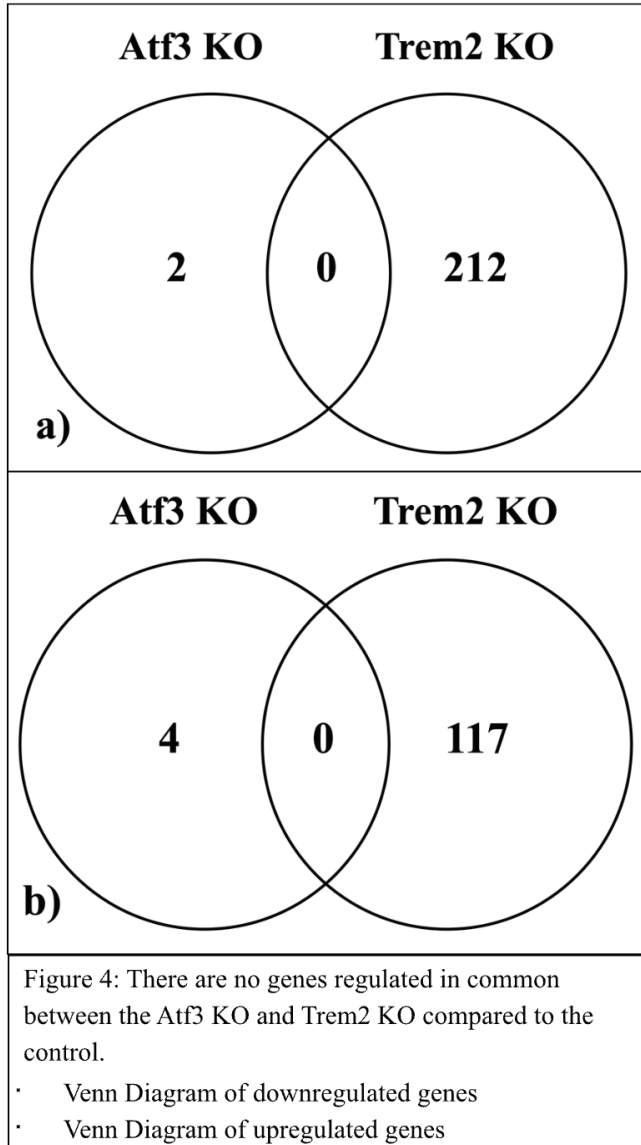 Atf3 KO Trem2 KO
2 0 212
a)
Atf3 KO Trem2 KO
4 0 117
b)
Figure 4: There are no genes regulated in common
between the Atf3 KO and Trem2 KO compared to the
control.
· Venn Diagram of downregulated genes
· Venn Diagram of upregulated genes